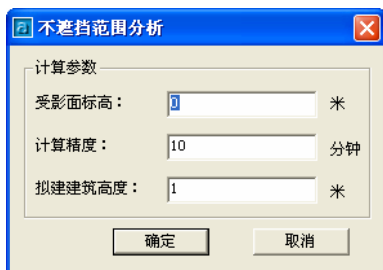 不遮挡范围分析
计算参数
受影面标高： 0 米
计算精度： 10 分钟
拟建建筑高度： 1 米
确定 取消